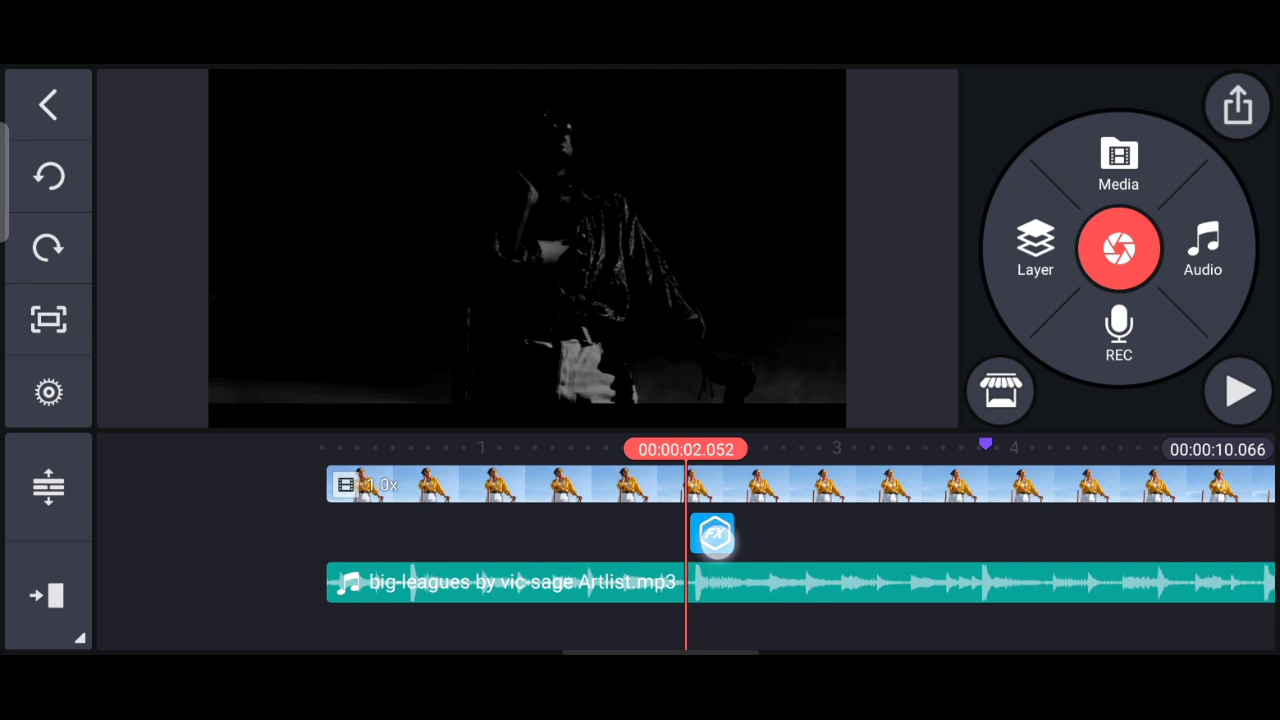 Media
Layer
Audio
REC
1
00:00:02.052
3
4
00:00:10.066
1.0x
FX
big-leagues by vic-sage Artlist.mp3